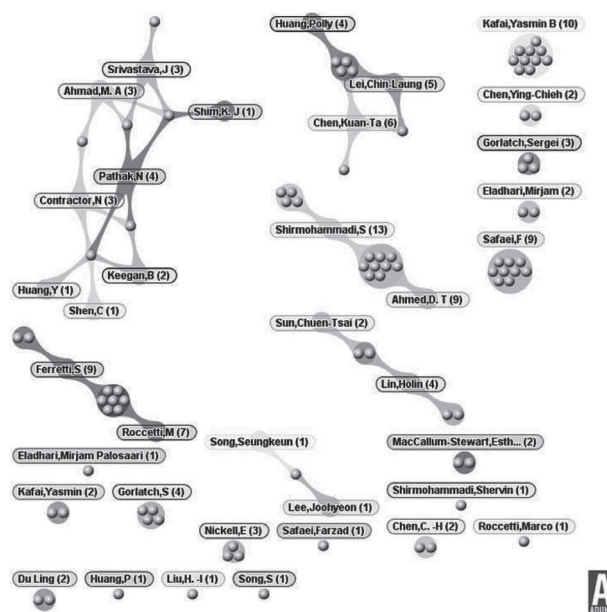 Huang,Polly (4)
Kafai,Yasmin B (10)
Srivastava,J (3)
Ahmad,M. A (3)
Lei,Chin-Laung (5)
Chen,Ying-Chieh (2)
Shim,K. J (1)
Chen,Kuan-Ta (6)
Gorlatch,Sergei (3)
Pathak,N (4)
Eladhari,Mirjam (2)
Contractor,N (3)
Shirmohammadi,S (13)
Safaei,F (9)
Keegan,B (2)
Huang,Y (1)
Ahmed,D. T (9)
Shen,C (1)
Sun,Chuen-Tsai (2)
Ferretti,S (9)
Lin,Holin (4)
Roccetti,M (7)
Song,Seungkeun (1)
MacCallum-Stewart,Esth... (2)
Eladhari,Mirjam Palosaari (1)
Kafai,Yasmin (2)
Gorlatch,S (4)
Lee,Joohyeon (1)
Shirmohammadi,Shervin (1)
Nickell,E (3)
Safaei,Farzad (1)
Chen,C. -H (2)
Roccetti,Marco (1)
Du Ling (2)
Huang,P (1)
Liu,H. -I (1)
Song,S (1)
A